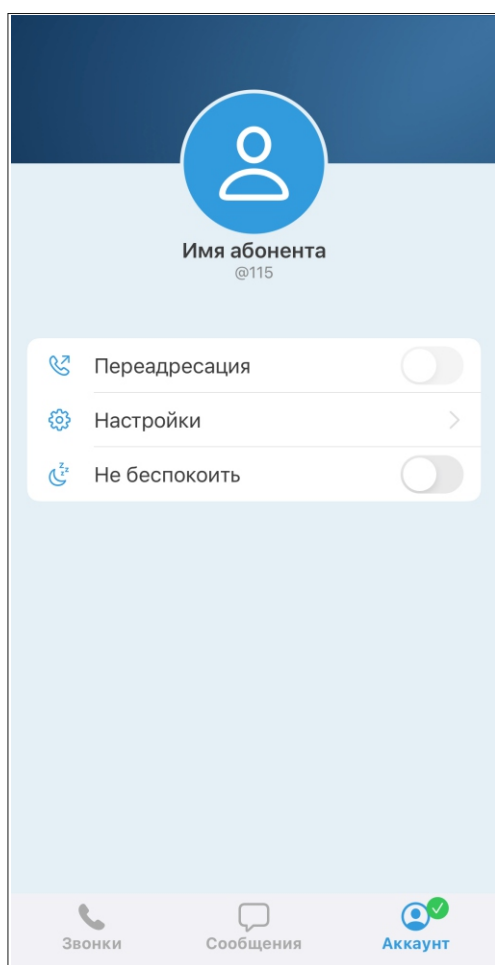 Имя абонента
@115
Переадресация
Настройки
Не беспокоить
Звонки
Сообщения
Аккаунт